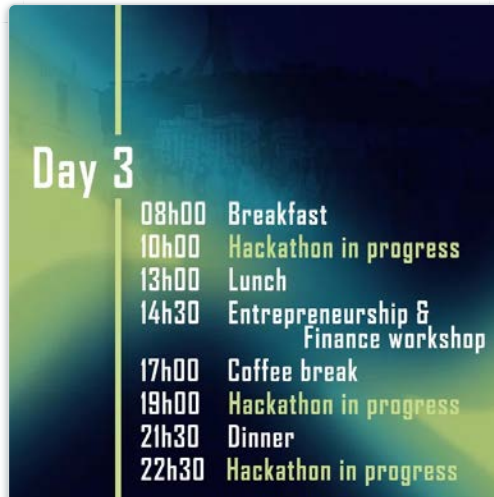 Day 3
08h00 Breakfast
10h00 Hackathon in progress
13h00 Lunch
14h30 Entrepreneurship &
Finance workshop
17h00 Coffee break
19h00 Hackathon in progress
21h30 Dinner
22h30 Hackathon in progress